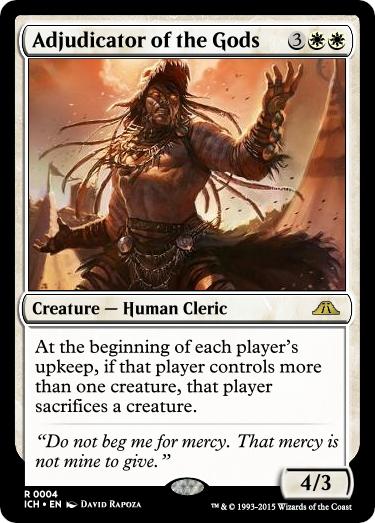 Adjudicator of the Gods 3
Creature — Human Cleric
At the beginning of each player's
upkeep, if that player controls more
than one creature, that player
sacrifices a creature.
“Do not beg me for mercy. That mercy is
not mine to give.”
4/3
R 0004
ICH • EN DAVID RAPOZA
™ & © 1993-2015 Wizards of the Coast